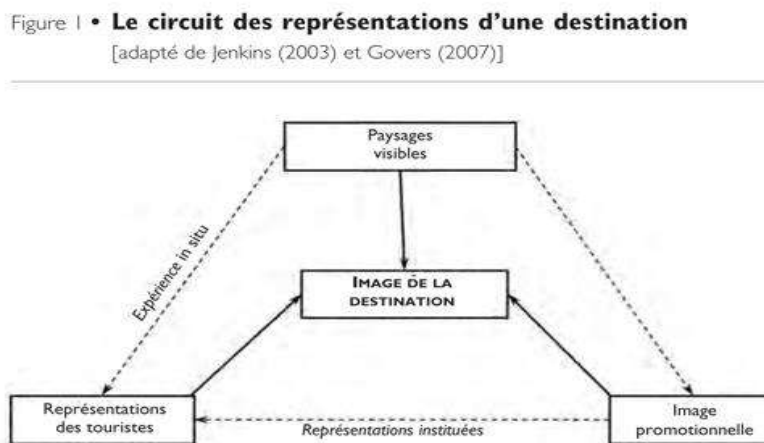 Figure 1 • Le circuit des représentations d'une destination
[adapté de Jenkins (2003) et Govers (2007)]
Paysages
visibles
Expérience in situ
IMAGE DE LA
DESTINATION
Représentations
des touristes
Représentations instituées
Image
promotionnelle